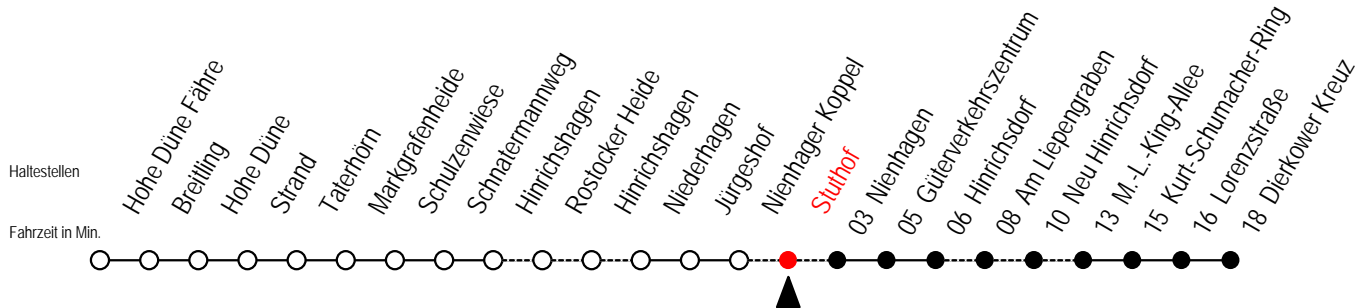 Haltestellen
Fahrzeit in Min.
Hohe Düne Fähre
Breitling
Hohe Düne
Strand
Taterhörn
Markgrafenheide
Schulzenwiese
Schnatermannweg
Hinrichshagen
Rostocker Heide
Hinrichshagen
Niederhagen
Jürgeshof
Nienhager Koppel
Stuthof
03 Nienhagen
05 Güterverkehrszentrum
06 Hinrichsdorf
08 Am Liepengraben
10 Neu Hinrichsdorf
13 M.-L.-King-Allee
15 Kurt-Schumacher-Ring
16 Lorenzstraße
18 Dierkower Kreuz